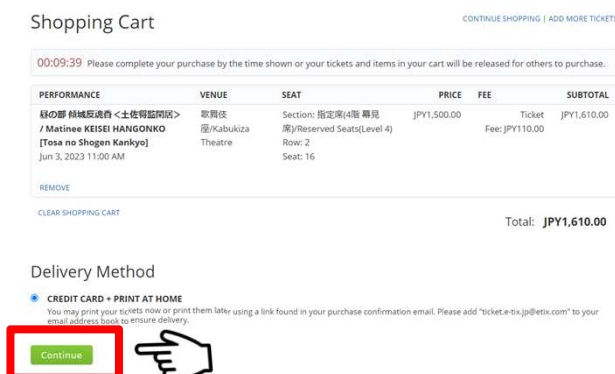 Shopping Cart
CONTINUE SHOPPING | ADD MORE TICKETS
00:09:39 Please complete your purchase by the time shown or your tickets and items in your cart will be released for others to purchase.
PERFORMANCE VENUE SEAT PRICE FEE SUBTOTAL
昼の部 傾城反魂香<土佐将監閑居> 歌舞伎 Section: 指定席(4階 幕見 JPY1,500.00 Ticket JPY1,610.00
/ Matinee KEISEI HANGONKO 座/Kabukiza 席)/Reserved Seats(Level 4) Fee: JPY110.00
[Tosa no Shogen Kankyo] Theatre Row: 2
Jun 3, 2023 11:00 AM Seat: 16
REMOVE
CLEAR SHOPPING CART
Total: JPY1,610.00
Delivery Method
CREDIT CARD + PRINT AT HOME
You may print your tickets now or print them later using a link found in your purchase confirmation email. Please add "ticket.e-tix.jp@etix.com" to your
email address book to ensure delivery.
Continue